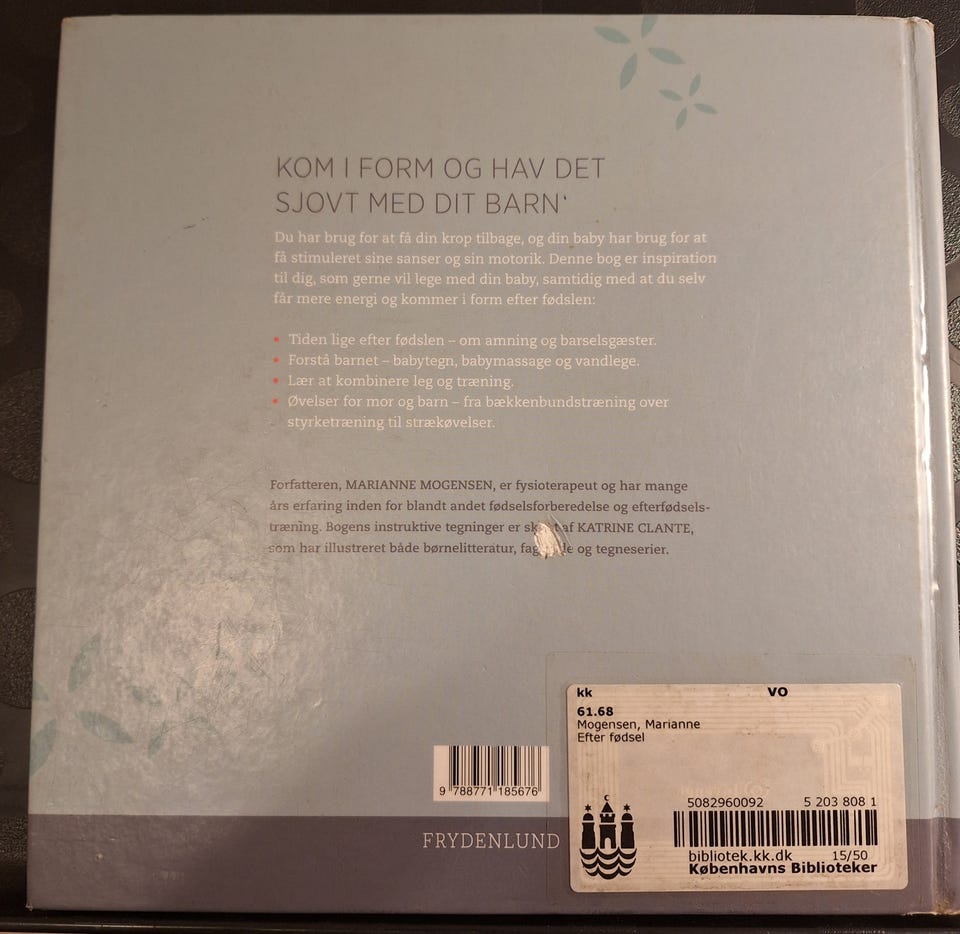 KOM I FORM OG HAV DET
SJOVT MED DIT BARN
Du har brug for at få din krop tilbage, og din baby har brug for at
få stimuleret sine sanser og sin motorik. Denne bog er inspiration
til dig, som gerne vil lege med din baby, samtidig med at du selv
får mere energi og kommer i form efter fødslen:
• Tiden lige efter fødslen – om amning og barselsgæster.
• Forstå barnet – babytegn, babymassage og vandlege.
• Lær at kombinere leg og træning.
• Øvelser for mor og barn – fra bækkenbundstræning over
styrketræning til strækøvelser.
Forfatteren, MARIANNE MOGENSEN, er fysioterapeut og har mange
års erfaring inden for blandt andet fødselsforberedelse og efterfødsels-
træning. Bogens instruktive tegninger er af KATRINE CLANTE,
som har illustreret både børnelitteratur, og tegneserier.
9 788771 185676
FRYDENLUND
kk VO
61.68
Mogensen, Marianne
Efter fødsel
5082960092 5 203 808 1
bibliotek.kk.dk 15/50
Københavns Biblioteker